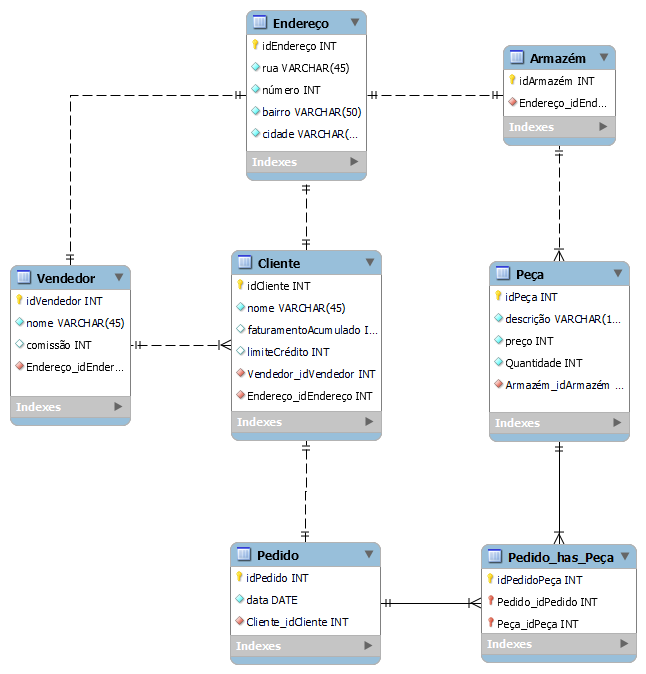 Endereço
idEndereço INT
rua VARCHAR(45)
número INT
bairro VARCHAR(50)
cidade VARCHAR(...
Indexes
Armazém
idArmazém INT
Endereço_idEnd...
Indexes
Vendedor
idVendedor INT
nome VARCHAR(45)
comissão INT
Endereço_idEnder...
Indexes
Cliente
idCliente INT
nome VARCHAR(45)
faturamentoAcumulado I...
limiteCrédito INT
Vendedor_idVendedor INT
Endereço_idEndereço INT
Indexes
Peça
idPeça INT
descrição VARCHAR(1...
preço INT
Quantidade INT
Armazém_idArmazém ...
Indexes
Pedido
idPedido INT
data DATE
Cliente_idCliente INT
Indexes
Pedido_has_Peça
idPedidoPeça INT
Pedido_idPedido INT
Peça_idPeça INT
Indexes